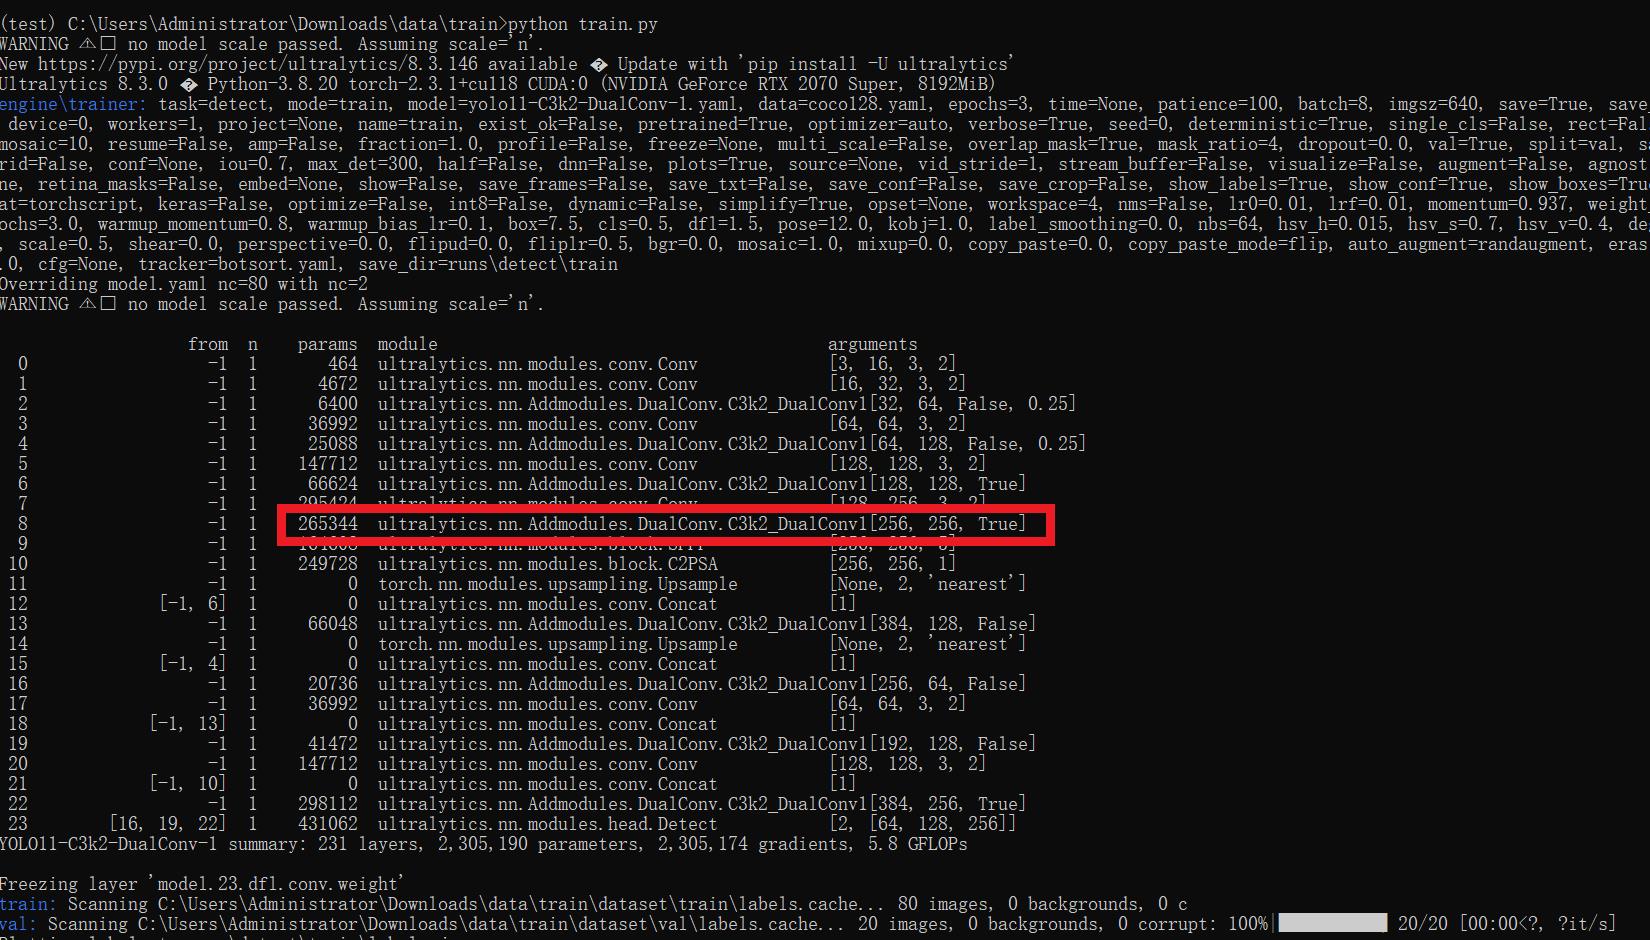 (test) C:\Users\Administrator\Downloads\data\train>python train.py
WARNING ⚠□ no model scale passed. Assuming scale='n'.
New https://pypi.org/project/ultralytics/8.3.146 available � Update with 'pip install -U ultralytics'
Ultralytics 8.3.0 � Python-3.8.20 torch-2.3.1+cu118 CUDA:0 (NVIDIA GeForce RTX 2070 Super, 8192MiB)
engine\trainer: task=detect, mode=train, model=yolo11-C3k2-DualConv-1.yaml, data=coco128.yaml, epochs=3, time=None, patience=100, batch=8, imgsz=640, save=True, save_
device=0, workers=1, project=None, name=train, exist_ok=False, pretrained=True, optimizer=auto, verbose=True, seed=0, deterministic=True, single_cls=False, rect=Fal
mosaic=10, resume=False, amp=False, fraction=1.0, profile=False, freeze=None, multi_scale=False, overlap_mask=True, mask_ratio=4, dropout=0.0, val=True, split=val, sa
rid=False, conf=None, iou=0.7, max_det=300, half=False, dnn=False, plots=True, source=None, vid_stride=1, stream_buffer=False, visualize=False, augment=False, agnost
ne, retina_masks=False, embed=None, show=False, save_frames=False, save_txt=False, save_conf=False, save_crop=False, show_labels=True, show_conf=True, show_boxes=True
at=torchscript, keras=False, optimize=False, int8=False, dynamic=False, simplify=True, opset=None, workspace=4, nms=False, lr0=0.01, lrf=0.01, momentum=0.937, weight_
ochs=3.0, warmup_momentum=0.8, warmup_bias_lr=0.1, box=7.5, cls=0.5, dfl=1.5, pose=12.0, kobj=1.0, label_smoothing=0.0, nbs=64, hsv_h=0.015, hsv_s=0.7, hsv_v=0.4, deg
, scale=0.5, shear=0.0, perspective=0.0, flipud=0.0, fliplr=0.5, bgr=0.0, mosaic=1.0, mixup=0.0, copy_paste=0.0, copy_paste_mode=flip, auto_augment=randaugment, eras
.0, cfg=None, tracker=botsort.yaml, save_dir=runs\detect\train
Overriding model.yaml nc=80 with nc=2
WARNING ⚠□ no model scale passed. Assuming scale='n'.
from n params module arguments
0 -1 1 464 ultralytics.nn.modules.conv.Conv [3, 16, 3, 2]
1 -1 1 4672 ultralytics.nn.modules.conv.Conv [16, 32, 3, 2]
2 -1 1 6400 ultralytics.nn.Addmodules.DualConv.C3k2_DualConv1[32, 64, False, 0.25]
3 -1 1 36992 ultralytics.nn.modules.conv.Conv [64, 64, 3, 2]
4 -1 1 25088 ultralytics.nn.Addmodules.DualConv.C3k2_DualConv1[64, 128, False, 0.25]
5 -1 1 147712 ultralytics.nn.modules.conv.Conv [128, 128, 3, 2]
6 -1 1 66624 ultralytics.nn.Addmodules.DualConv.C3k2_DualConv1[128, 128, True]
7 -1 1 295424 ultralytics.nn.modules.conv.Conv [128, 256, 3, 2]
8 -1 1 265344 ultralytics.nn.Addmodules.DualConv.C3k2_DualConv1[256, 256, True]
9 -1 1 ultralytics.nn.modules.block.SPPF [256, 256, 5]
10 -1 1 249728 ultralytics.nn.modules.block.C2PSA [256, 256, 1]
11 -1 1 0 torch.nn.modules.upsampling.Upsample [None, 2, 'nearest']
12 [-1, 6] 1 0 ultralytics.nn.modules.conv.Concat [1]
13 -1 1 66048 ultralytics.nn.Addmodules.DualConv.C3k2_DualConv1[384, 128, False]
14 -1 1 0 torch.nn.modules.upsampling.Upsample [None, 2, 'nearest']
15 [-1, 4] 1 0 ultralytics.nn.modules.conv.Concat [1]
16 -1 1 20736 ultralytics.nn.Addmodules.DualConv.C3k2_DualConv1[256, 64, False]
17 -1 1 36992 ultralytics.nn.modules.conv.Conv [64, 64, 3, 2]
18 [-1, 13] 1 0 ultralytics.nn.modules.conv.Concat [1]
19 -1 1 41472 ultralytics.nn.Addmodules.DualConv.C3k2_DualConv1[192, 128, False]
20 -1 1 147712 ultralytics.nn.modules.conv.Conv [128, 128, 3, 2]
21 [-1, 10] 1 0 ultralytics.nn.modules.conv.Concat [1]
22 -1 1 298112 ultralytics.nn.Addmodules.DualConv.C3k2_DualConv1[384, 256, True]
23 [16, 19, 22] 1 431062 ultralytics.nn.modules.head.Detect [2, [64, 128, 256]]
YOLO11-C3k2-DualConv-1 summary: 231 layers, 2,305,190 parameters, 2,305,174 gradients, 5.8 GFLOPs
Freezing layer 'model.23.dfl.conv.weight'
train: Scanning C:\Users\Administrator\Downloads\data\train\dataset\train\labels.cache... 80 images, 0 backgrounds, 0 c
val: Scanning C:\Users\Administrator\Downloads\data\train\dataset\val\labels.cache... 20 images, 0 backgrounds, 0 corrupt: 100%|██████████| 20/20 [00:00<?, ?it/s]